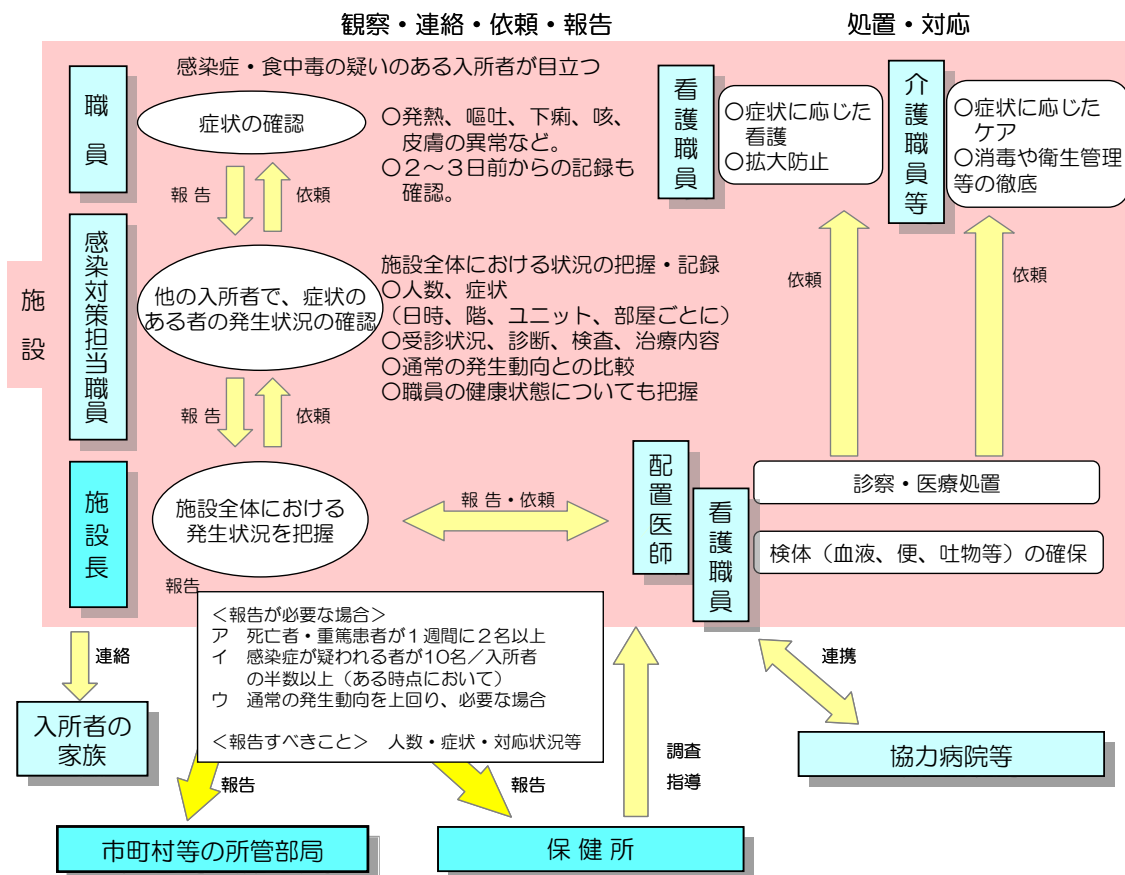 観察・連絡・依頼・報告
処置・対応
感染症・食中毒の疑いのある入所者が目立つ
職員
症状の確認
〇発熱、嘔吐、下痢、咳、
皮膚の異常など。
〇２～３日前からの記録も
確認。
看護職員
〇症状に応じた
看護
〇拡大防止
介護職員等
〇症状に応じた
ケア
〇消毒や衛生管理
等の徹底
報 告
依頼
施設
感染対策担当職員
他の入所者で、症状の
ある者の発生状況の確認
施設全体における状況の把握・記録
〇人数、症状
（日時、階、ユニット、部屋ごとに）
〇受診状況、診断、検査、治療内容
〇通常の発生動向との比較
〇職員の健康状態についても把握
依頼
依頼
報 告
依頼
施設長
施設全体における
発生状況を把握
報 告・依頼
配置医師
看護職員
診察・医療処置
検体（血液、便、吐物等）の確保
報告
＜報告が必要な場合＞
ア　死亡者・重篤患者が１週間に２名以上
イ　感染症が疑われる者が10名／入所者
の半数以上（ある時点において）
ウ　通常の発生動向を上回り、必要な場合
＜報告すべきこと＞　人数・症状・対応状況等
連絡
連携
入所者の
家族
報告
報告
調査
指導
協力病院等
市町村等の所管部局
保 健 所